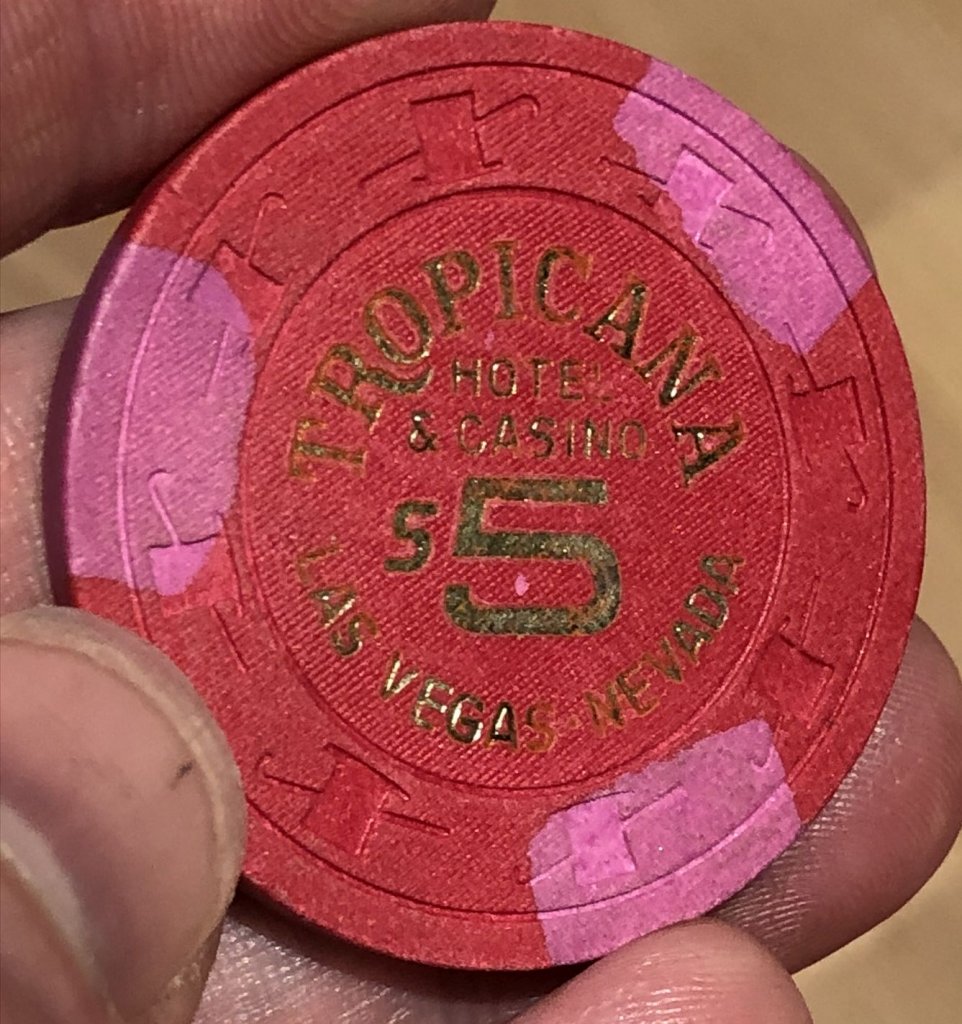 TROPICANA
HOTEL
& CASINO
$5
LAS VEGAS-NEVADA